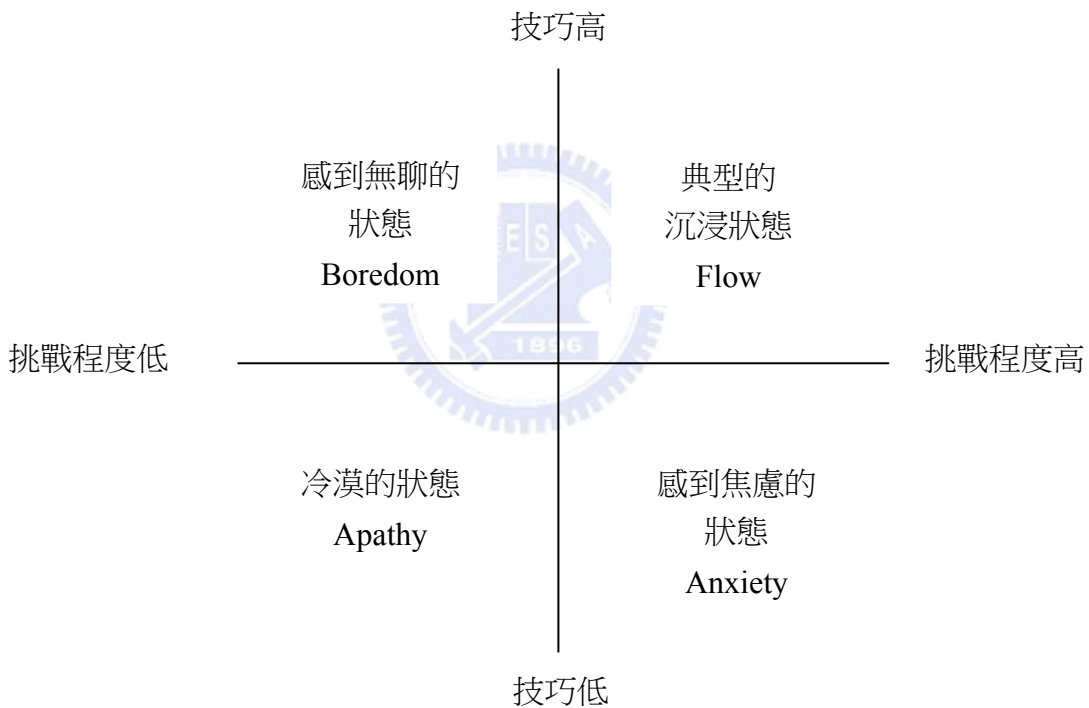 技巧高
感到無聊的
狀態
Boredom
典型的
沉浸狀態
Flow
ESA
1896
挑戰程度低
挑戰程度高
冷漠的狀態
Apathy
感到焦慮的
狀態
Anxiety
技巧低